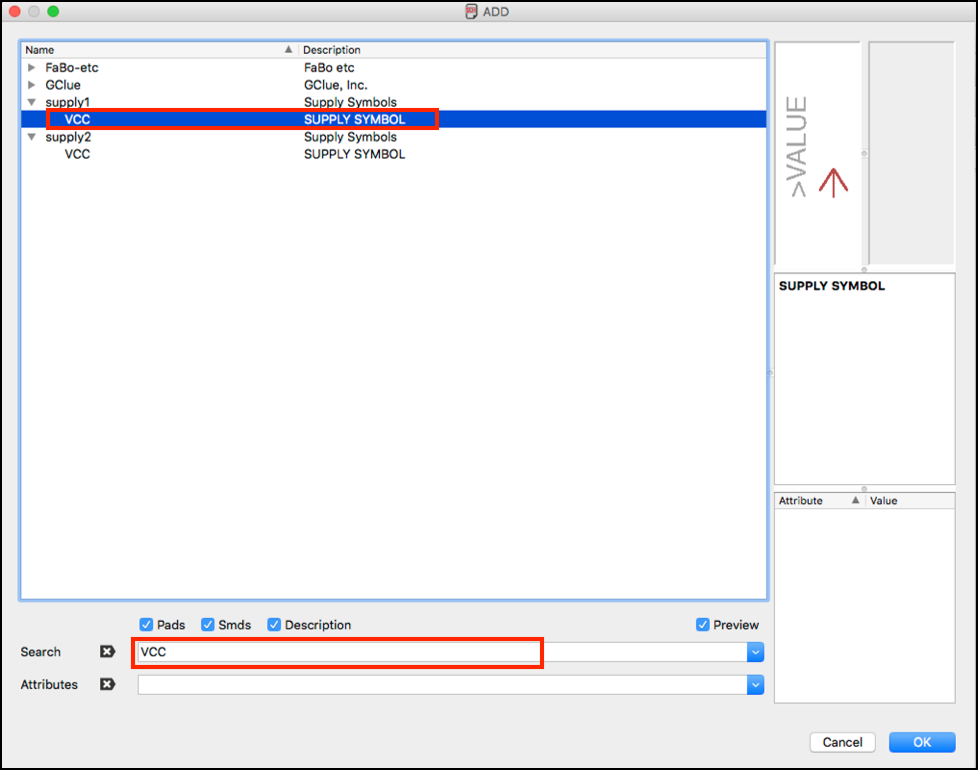 ADD
Name Description
FaBo-etc FaBo etc
GClue GClue, Inc.
supply1 Supply Symbols
VCC SUPPLY SYMBOL
supply2 Supply Symbols
VCC SUPPLY SYMBOL
>VALUE
SUPPLY SYMBOL
Attribute Value
Pads Smds Description Preview
Search VCC
Attributes
Cancel OK